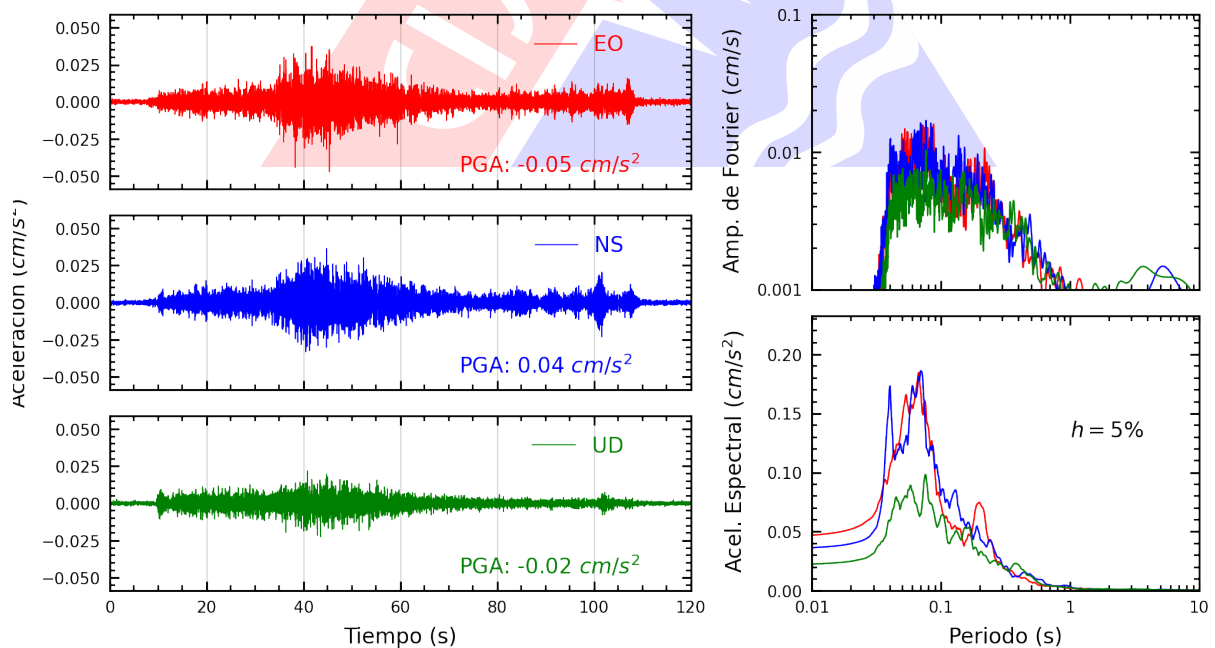 0.050
0.025
0.000
−0.025
−0.050
EO
PGA: -0.05 cm/s²
0.050
0.025
0.000
−0.025
−0.050
NS
PGA: 0.04 cm/s²
0.050
0.025
0.000
−0.025
−0.050
UD
PGA: -0.02 cm/s²
0 20 40 60 80 100 120
Tiempo (s)
Aceleracion (cm/s²)
0.1
0.01
0.001
Amp. de Fourier (cm/s)
0.20
0.15
0.10
0.05
0.00
Acel. Espectral (cm/s²)
h = 5%
0.01 0.1 1 10
Periodo (s)